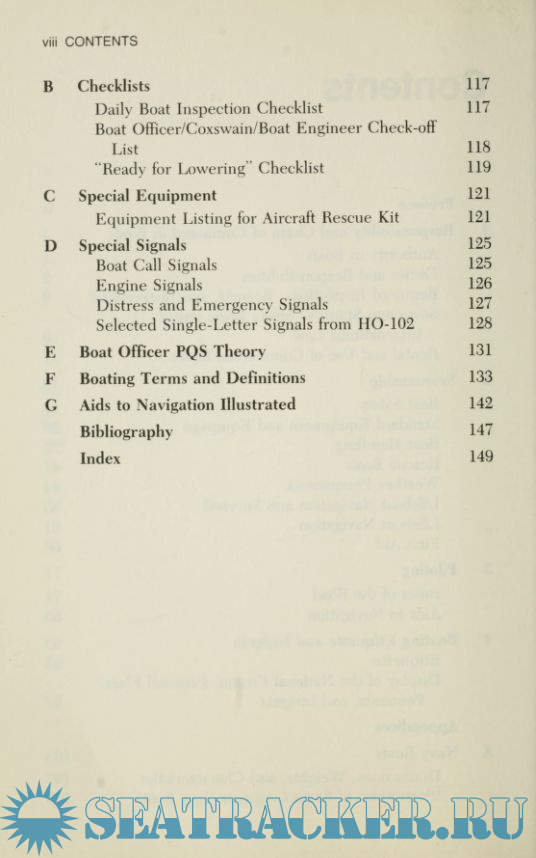 viii CONTENTS
B Checklists 117
Daily Boat Inspection Checklist 117
Boat Officer/Coxswain/Boat Engineer Check-off
List 118
"Ready for Lowering" Checklist 119
C Special Equipment 121
Equipment Listing for Aircraft Rescue Kit 121
D Special Signals 125
Boat Call Signals 125
Engine Signals 126
Distress and Emergency Signals 127
Selected Single-Letter Signals from HO-102 128
E Boat Officer PQS Theory 131
F Boating Terms and Definitions 133
G Aids to Navigation Illustrated 142
Bibliography 147
Index 149
SEATRACKER.RU